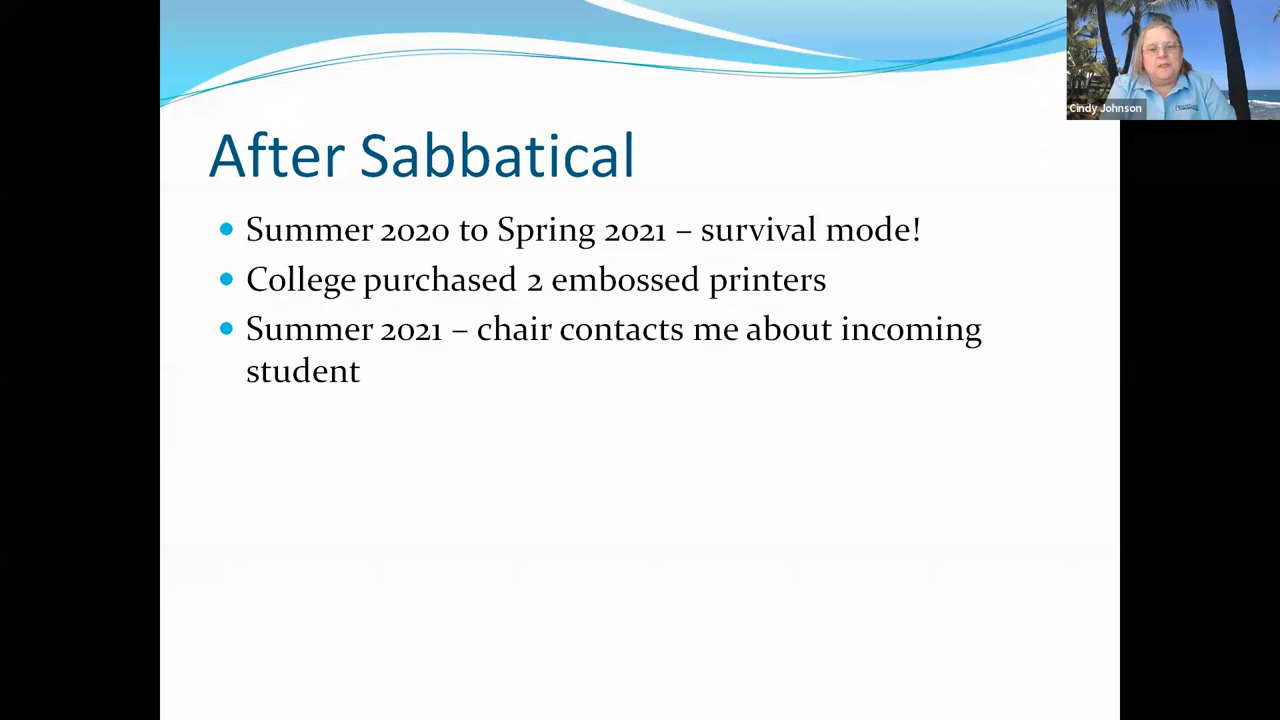 Cindy Johnson
After Sabbatical
Summer 2020 to Spring 2021 – survival mode!
College purchased 2 embossed printers
Summer 2021 – chair contacts me about incoming
student